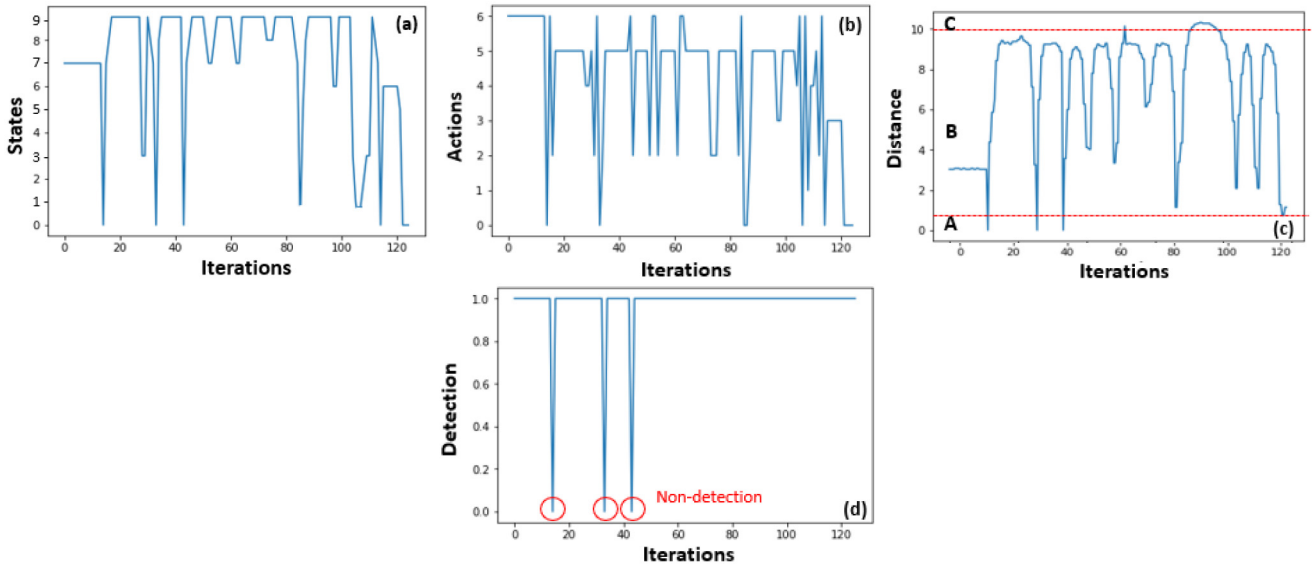 (a)
States
9
8
7
6
5
4
3
2
1
0
0 20 40 60 80 100 120
Iterations
(b)
Actions
6
5
4
3
2
1
0
0 20 40 60 80 100 120
Iterations
C
B
A
Distance
10
8
6
4
2
0
0 20 40 60 80 100 120
(c)
Iterations
Detection
1.0
0.8
0.6
0.4
0.2
0.0
Non-detection
(d)
0 20 40 60 80 100 120
Iterations